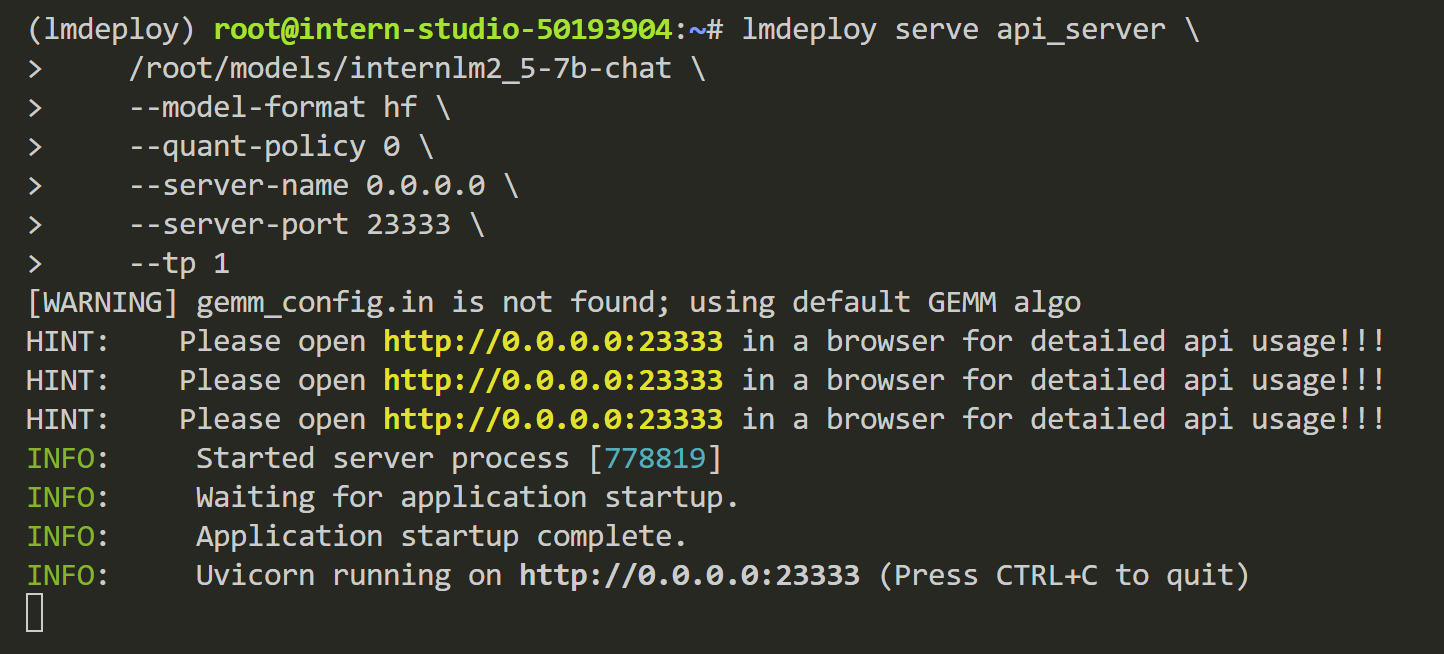 (lmdeploy) root@intern-studio-50193904:~# lmdeploy serve api_server \
>     /root/models/internlm2_5-7b-chat \
>     --model-format hf \
>     --quant-policy 0 \
>     --server-name 0.0.0.0 \
>     --server-port 23333 \
>     --tp 1
[WARNING] gemm_config.in is not found; using default GEMM algo
HINT:    Please open http://0.0.0.0:23333 in a browser for detailed api usage!!!
HINT:    Please open http://0.0.0.0:23333 in a browser for detailed api usage!!!
HINT:    Please open http://0.0.0.0:23333 in a browser for detailed api usage!!!
INFO:     Started server process [778819]
INFO:     Waiting for application startup.
INFO:     Application startup complete.
INFO:     Uvicorn running on http://0.0.0.0:23333 (Press CTRL+C to quit)